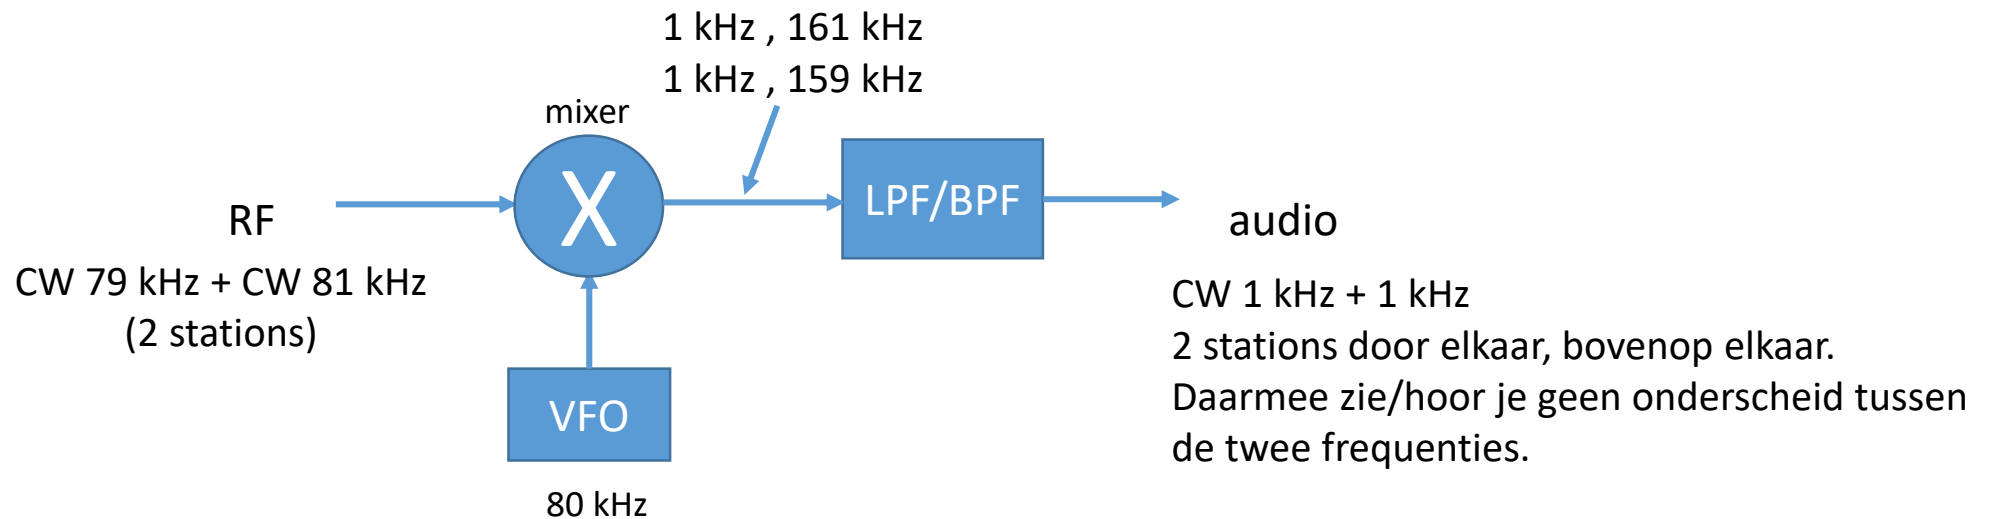 1 kHz , 161 kHz
1 kHz , 159 kHz
mixer
X
LPF/BPF
RF
audio
CW 79 kHz + CW 81 kHz
(2 stations)
CW 1 kHz + 1 kHz
2 stations door elkaar, bovenop elkaar.
Daarmee zie/hoor je geen onderscheid tussen
de twee frequenties.
VFO
80 kHz